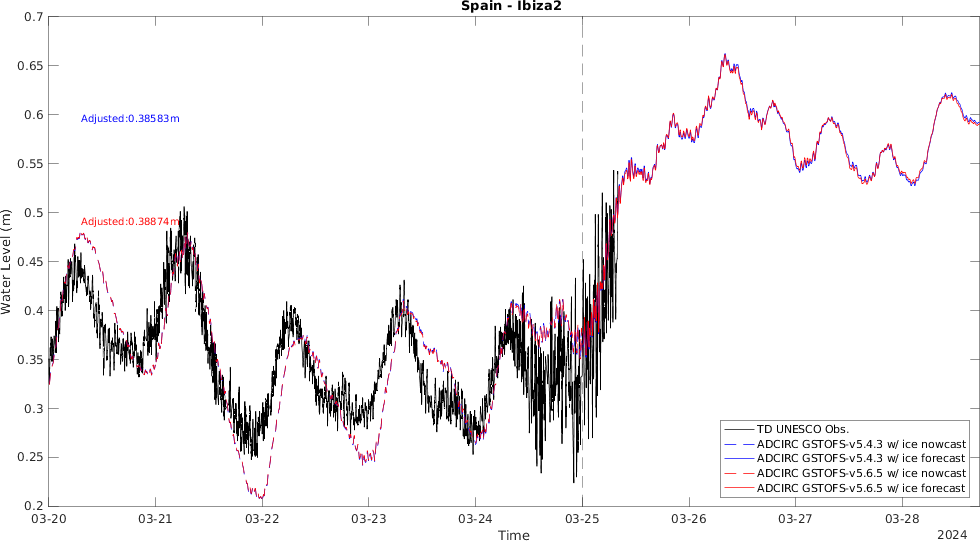 Spain - Ibiza2
Water Level (m)
0.7
0.65
0.6
0.55
0.5
0.45
0.4
0.35
0.3
0.25
0.2
Adjusted:0.38583m
Adjusted:0.38874m
TD UNESCO Obs.
ADCIRC GSTOFS-v5.4.3 w/ ice nowcast
ADCIRC GSTOFS-v5.4.3 w/ ice forecast
ADCIRC GSTOFS-v5.6.5 w/ ice nowcast
ADCIRC GSTOFS-v5.6.5 w/ ice forecast
03-20 03-21 03-22 03-23 03-24 03-25 03-26 03-27 03-28
Time
2024